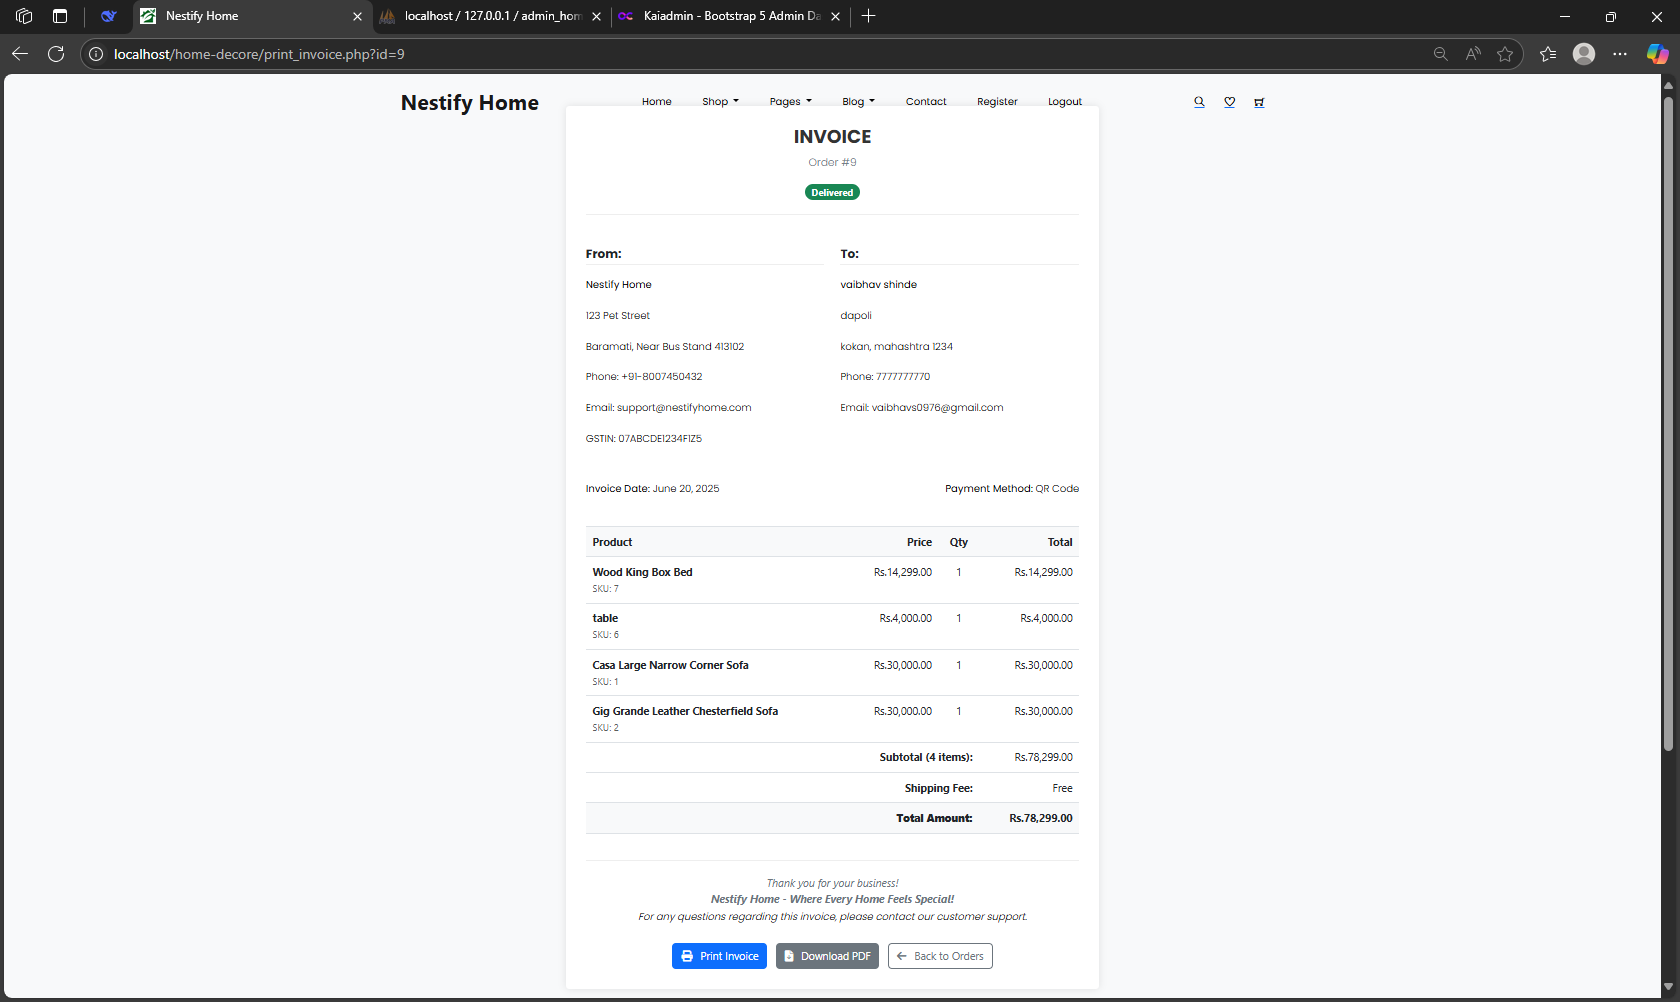 Nestify Home
localhost / 127.0.0.1 / admin_hom
Kaiadmin - Bootstrap 5 Admin Da
localhost/home-decore/print_invoice.php?id=9
Nestify Home
Home Shop Pages Blog Contact Register Logout
INVOICE
Order #9
Delivered
From:
Nestify Home
123 Pet Street
Baramati, Near Bus Stand 413102
Phone: +91-8007450432
Email: support@nestifyhome.com
GSTIN: 07ABCDE1234F1Z5
To:
vaibhav shinde
dapoli
kokan, mahashtra 1234
Phone: 7777777770
Email: vaibhavs0976@gmail.com
Invoice Date: June 20, 2025
Payment Method: QR Code
Product Price Qty Total
Wood King Box Bed Rs.14,299.00 1 Rs.14,299.00
SKU: 7
table Rs.4,000.00 1 Rs.4,000.00
SKU: 6
Casa Large Narrow Corner Sofa Rs.30,000.00 1 Rs.30,000.00
SKU: 1
Gig Grande Leather Chesterfield Sofa Rs.30,000.00 1 Rs.30,000.00
SKU: 2
Subtotal (4 items): Rs.78,299.00
Shipping Fee: Free
Total Amount: Rs.78,299.00
Thank you for your business!
Nestify Home - Where Every Home Feels Special!
For any questions regarding this invoice, please contact our customer support.
Print Invoice Download PDF Back to Orders